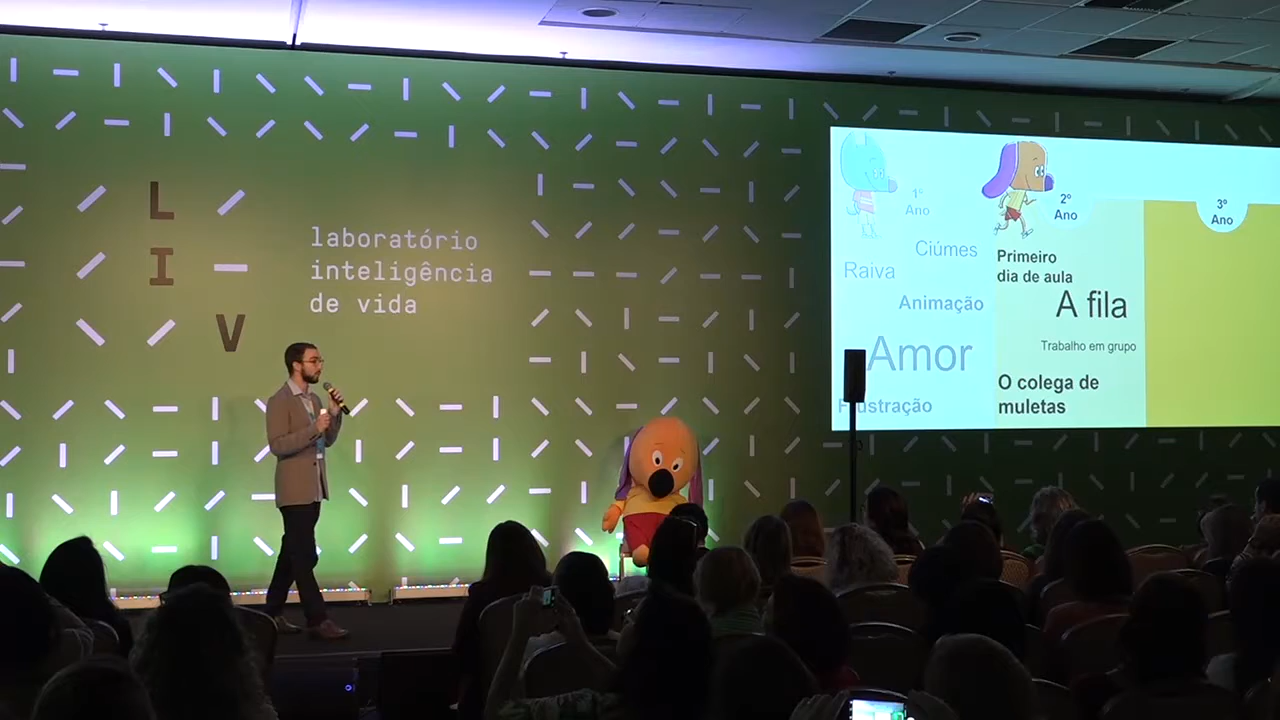 L
I
V
laboratório
inteligência
de vida
1º
Ano
Ciúmes
Raiva
Animação
Amor
Frustração
2º
Ano
Primeiro
dia de aula
A fila
Trabalho em grupo
O colega de
muletas
3º
Ano